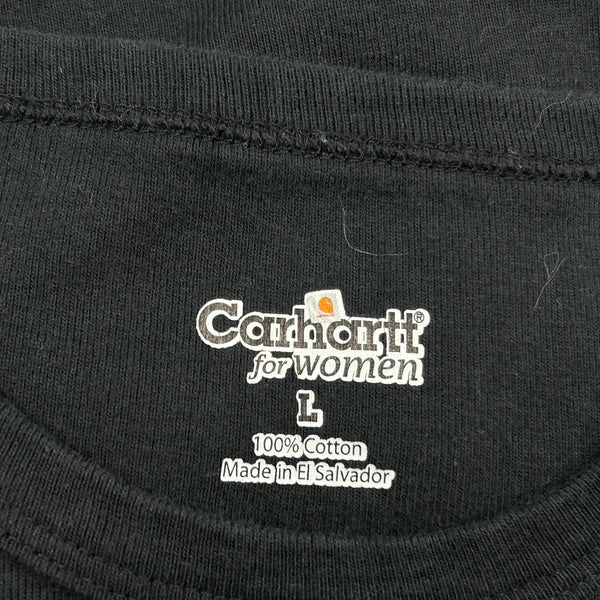 Carhartt®
for women
L
100% Cotton
Made in El Salvador